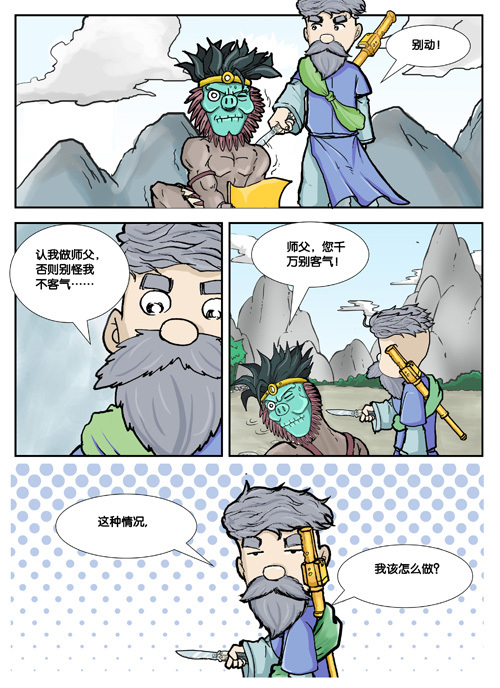 别动!
认我做师父，
否则别怪我
不客气……
师父，您千
万别客气!
这种情况，
我该怎么做?